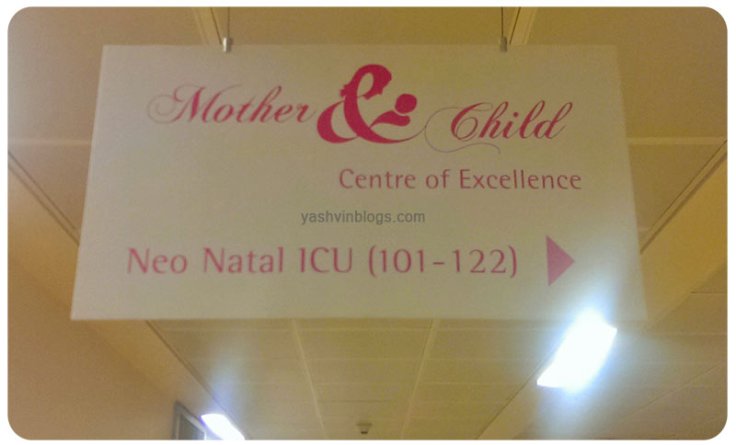 Mother & Child
Centre of Excellence
yashvinblogs.com
Neo Natal ICU (101-122)